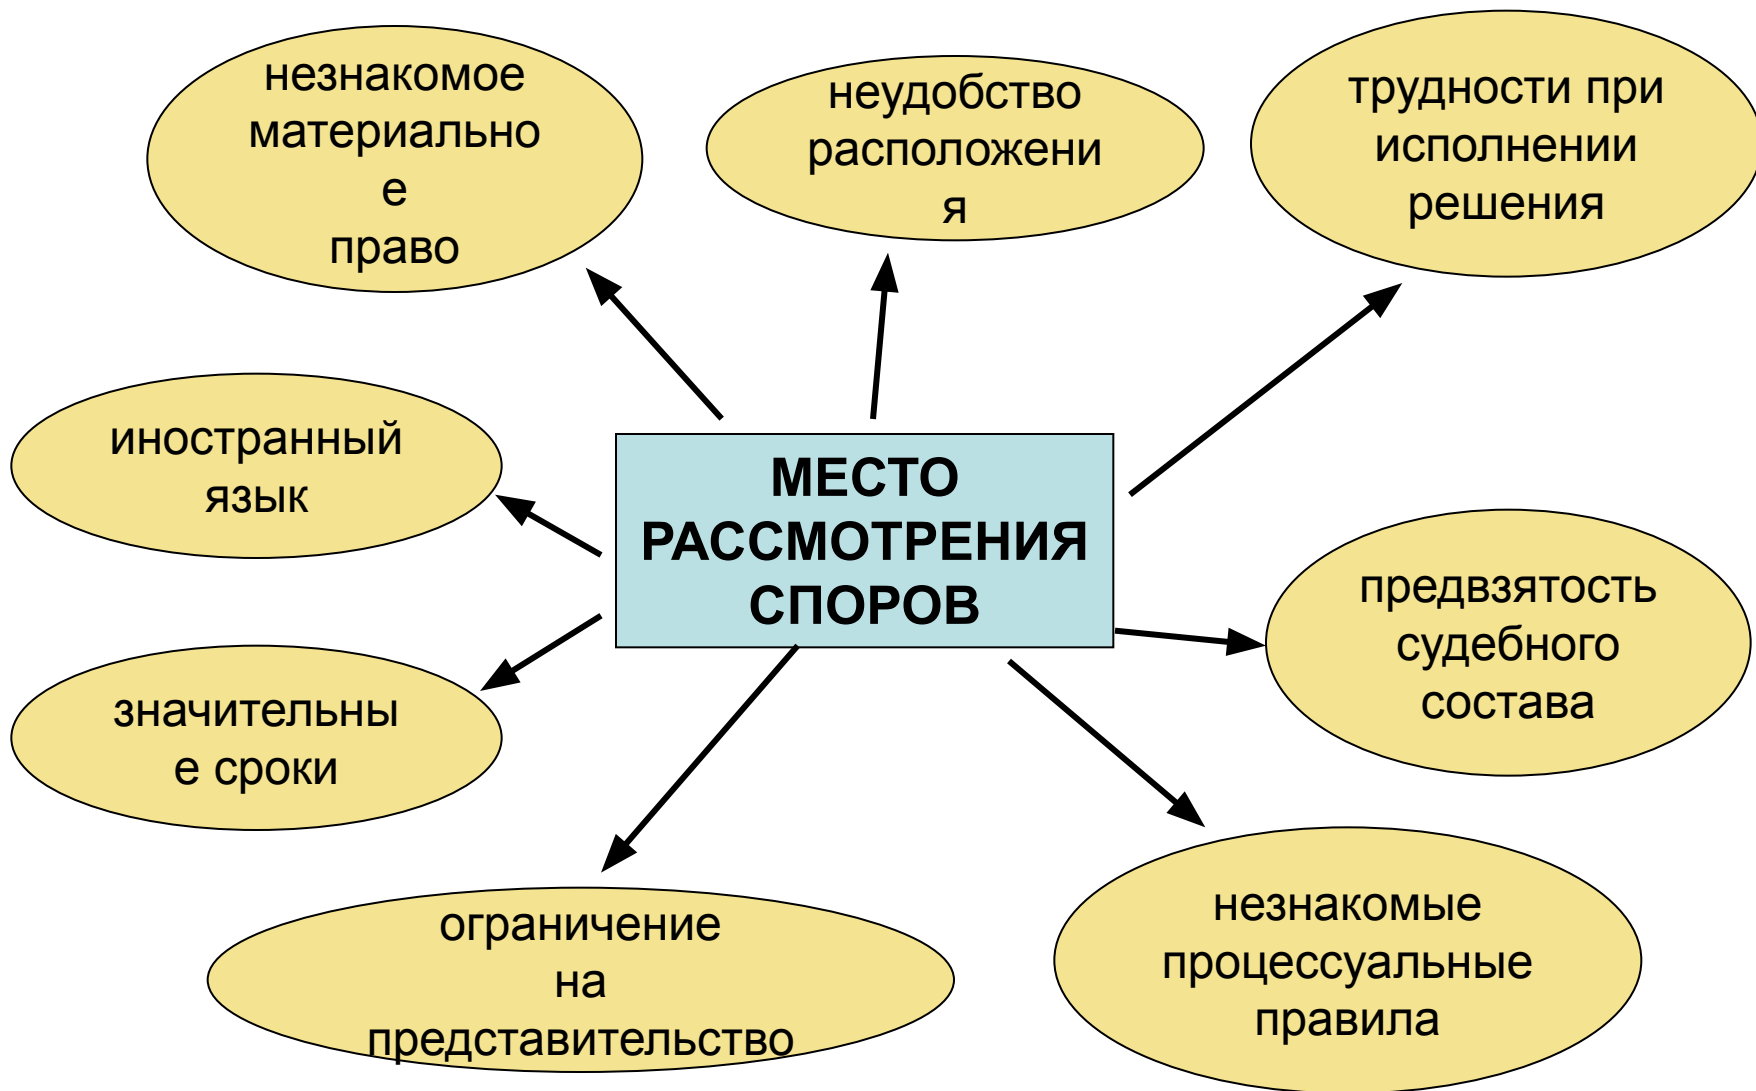 незнакомое
материально
е
право
неудобство
расположени
я
трудности при
исполнении
решения
иностранный
язык
МЕСТО
РАССМОТРЕНИЯ
СПОРОВ
предвзятость
судебного
состава
значительны
е сроки
ограничение
на
представительство
незнакомые
процессуальные
правила